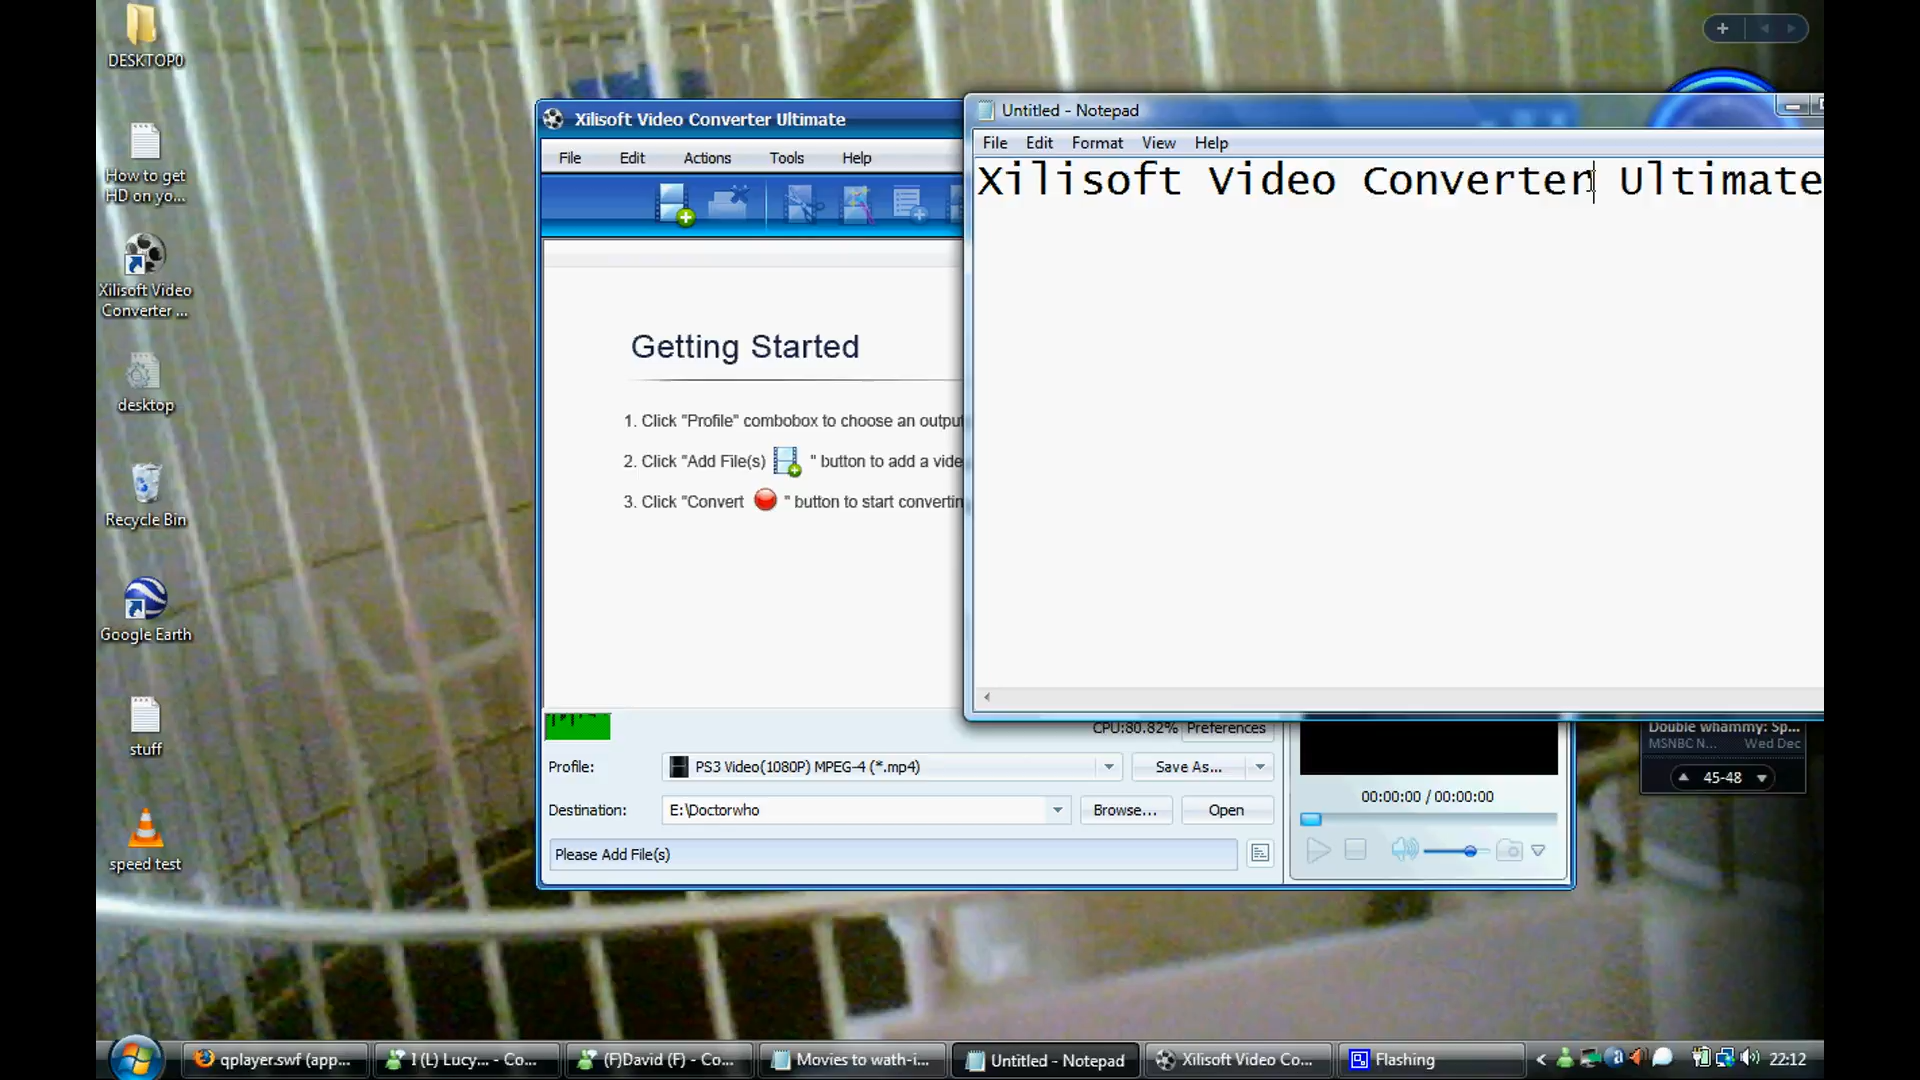 DESKTOP0
How to get
HD on yo...
Xilisoft Video
Converter ...
desktop
Recycle Bin
Google Earth
stuff
speed test
Xilisoft Video Converter Ultimate
File Edit Actions Tools Help
Getting Started
1. Click "Profile" combobox to choose an output
2. Click "Add File(s) " button to add a vide
3. Click "Convert " button to start convertin
CPU:80.82% Preferences
Profile: PS3 Video(1080P) MPEG-4 (*.mp4) Save As...
Destination: E:\Doctorwho Browse... Open
Please Add File(s)
00:00:00 / 00:00:00
Untitled - Notepad
File Edit Format View Help
Xilisoft Video Converter Ultimate
Double whammy: Sp...
MSNBC N... Wed Dec
45-48
qplayer.swf (app... I (L) Lucy... - Co... (F)David (F) - Co... Movies to wath-i... Untitled - Notepad Xilisoft Video Co... Flashing 22:12